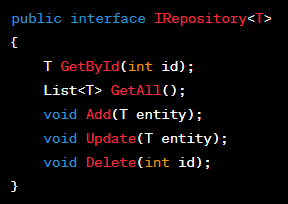 public interface IRepository<T>
{
    T GetById(int id);
    List<T> GetAll();
    void Add(T entity);
    void Update(T entity);
    void Delete(int id);
}